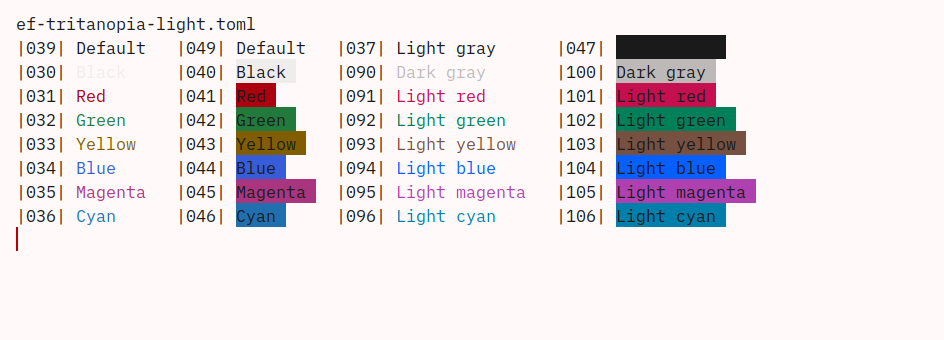 ef-tritanopia-light.toml
|039| Default |049| Default |037| Light gray |047|
|030| Black |040| Black |090| Dark gray |100| Dark gray
|031| Red |041| Red |091| Light red |101| Light red
|032| Green |042| Green |092| Light green |102| Light green
|033| Yellow |043| Yellow |093| Light yellow |103| Light yellow
|034| Blue |044| Blue |094| Light blue |104| Light blue
|035| Magenta |045| Magenta |095| Light magenta |105| Light magenta
|036| Cyan |046| Cyan |096| Light cyan |106| Light cyan